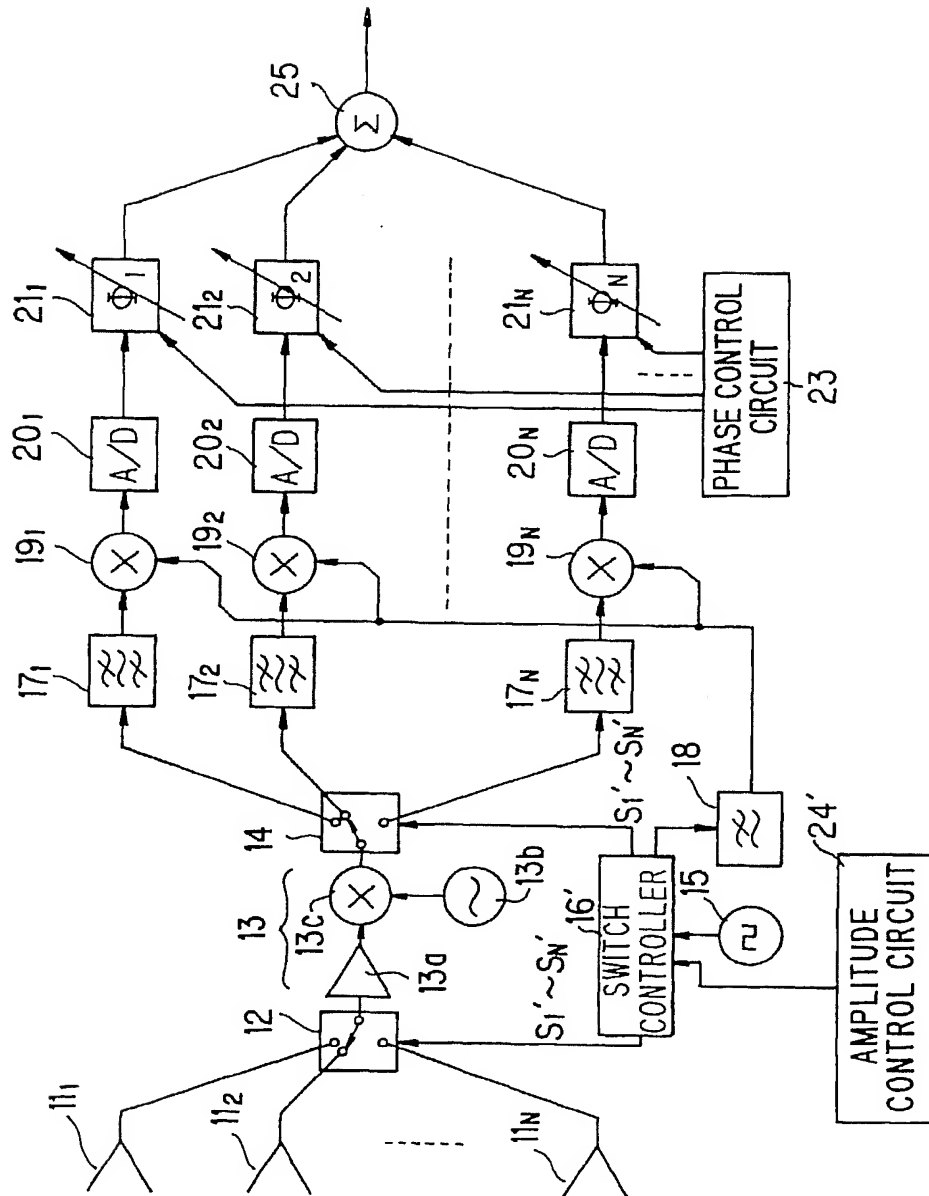 11₁
11₂
11N
12
13
13a
13b
13c
14
S₁'~SN'
S₁'~SN'
16'
SWITCH
CONTROLLER
15
18
AMPLITUDE
CONTROL CIRCUIT
24'
17₁
17₂
17N
19₁
19₂
19N
20₁
A/D
20₂
A/D
20N
A/D
21₁
Φ1
21₂
Φ2
21N
ΦN
PHASE CONTROL
CIRCUIT
23
25
Σ